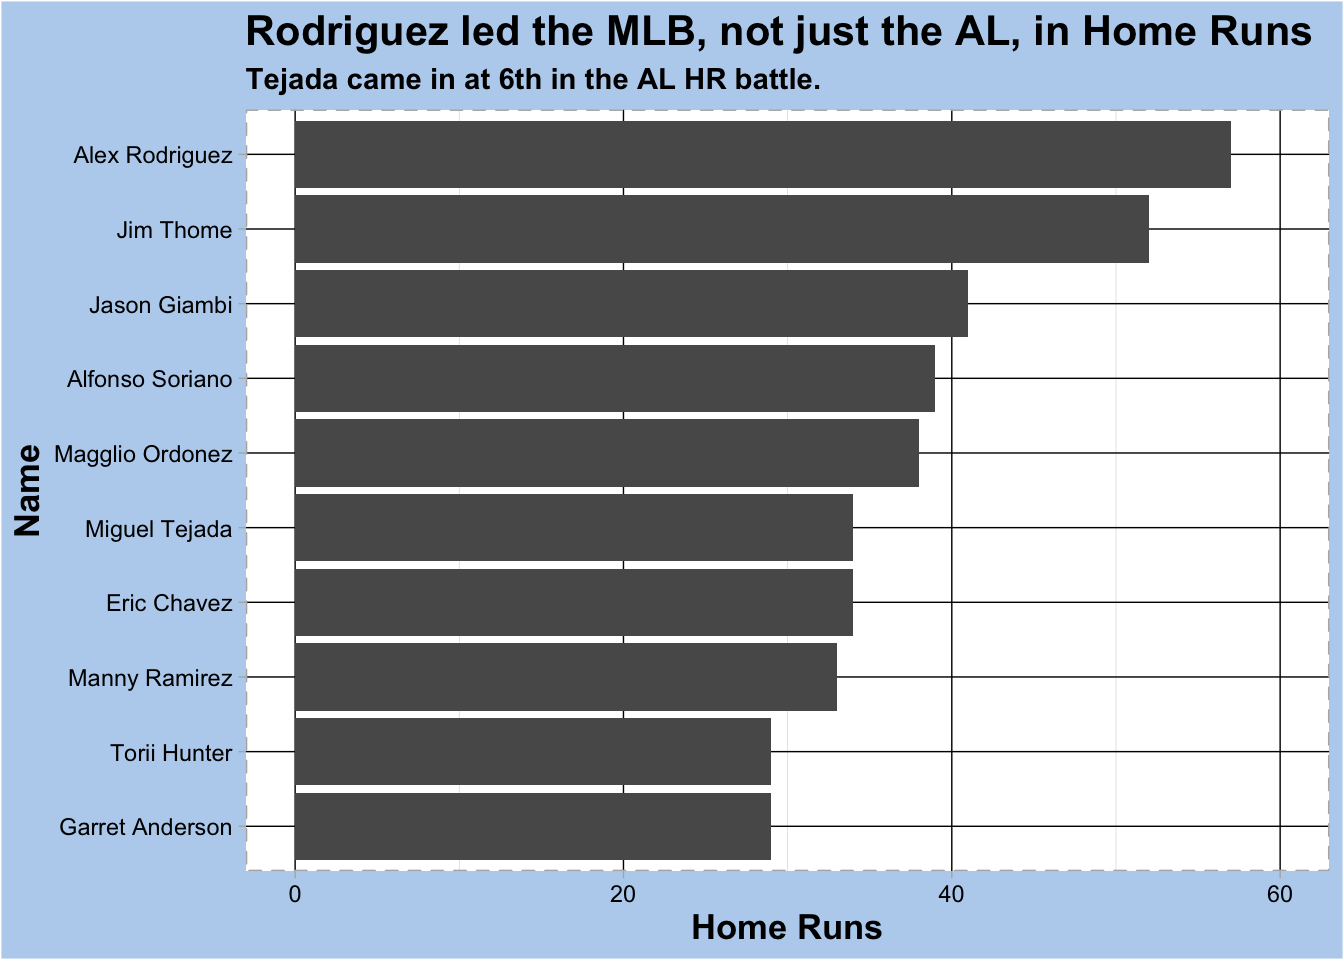 Rodriguez led the MLB, not just the AL, in Home Runs
Tejada came in at 6th in the AL HR battle.
Name
Alex Rodriguez
Jim Thome
Jason Giambi
Alfonso Soriano
Magglio Ordonez
Miguel Tejada
Eric Chavez
Manny Ramirez
Torii Hunter
Garret Anderson
0 20 40 60
Home Runs